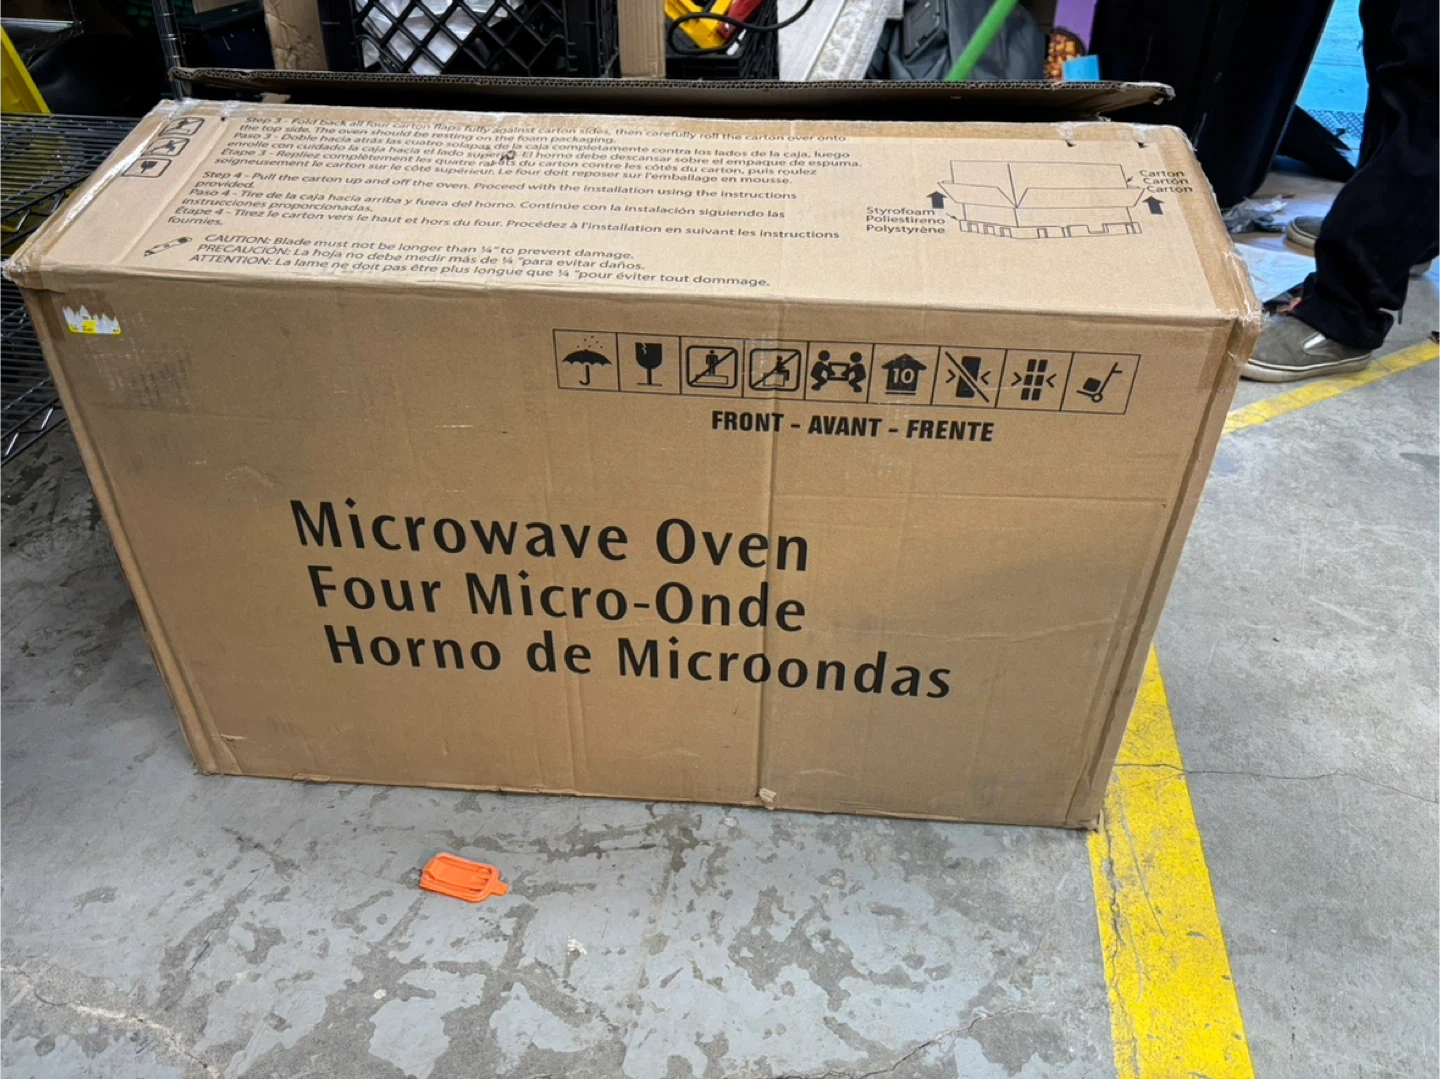 Step 3 - Fold back all four carton flaps fully against carton sides, then carefully roll the carton over onto
the top side. The oven should be resting on the foam packaging.
Paso 3 - Doble hacia atrás las cuatro solapas de la caja completamente contra los lados de la caja, luego
enrolle con cuidado la caja hacia el lado El horno debe descansar sobre el empaque de espuma.
Étape 3 - Repliez complètement les quatre du carton contre les côtés du carton, puis roulez
soigneusement le carton sur le côté supérieur. Le four doit reposer sur l'emballage en mousse.
Step 4 - Pull the carton up and off the oven. Proceed with the installation using the instructions
provided.
Paso 4 - Tire de la caja hacia arriba y fuera del horno. Continúe con la instalación siguiendo las
instrucciones proporcionadas.
Étape 4 - Tirez le carton vers le haut et hors du four. Procédez à l'installation en suivant les instructions
fournies.
CAUTION: Blade must not be longer than ¼" to prevent damage.
PRECAUCIÓN: La hoja no debe medir más de ¼ "para evitar daños.
ATTENTION: La lame ne doit pas être plus longue que ¼ "pour éviter tout dommage.
Carton
Cartón
Carton
Styrofoam
Poliestireno
Polystyrène
10
FRONT - AVANT - FRENTE
Microwave Oven
Four Micro-Onde
Horno de Microondas